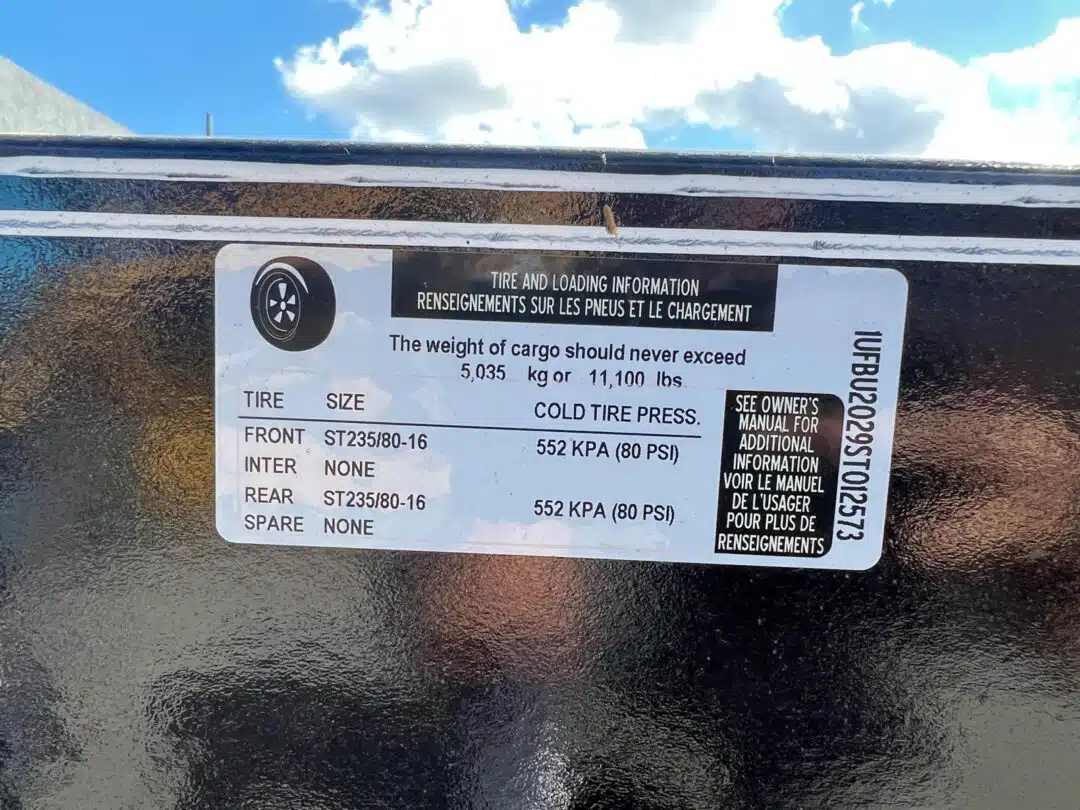 TIRE AND LOADING INFORMATION
RENSEIGNEMENTS SUR LES PNEUS ET LE CHARGEMENT
The weight of cargo should never exceed
5,035 kg or 11,100 lbs.
TIRE SIZE COLD TIRE PRESS.
FRONT ST235/80-16 552 KPA (80 PSI)
INTER NONE
REAR ST235/80-16 552 KPA (80 PSI)
SPARE NONE
SEE OWNER'S
MANUAL FOR
ADDITIONAL
INFORMATION
VOIR LE MANUEL
DE L'USAGER
POUR PLUS DE
RENSEIGNEMENTS
1UFBU2029ST012573